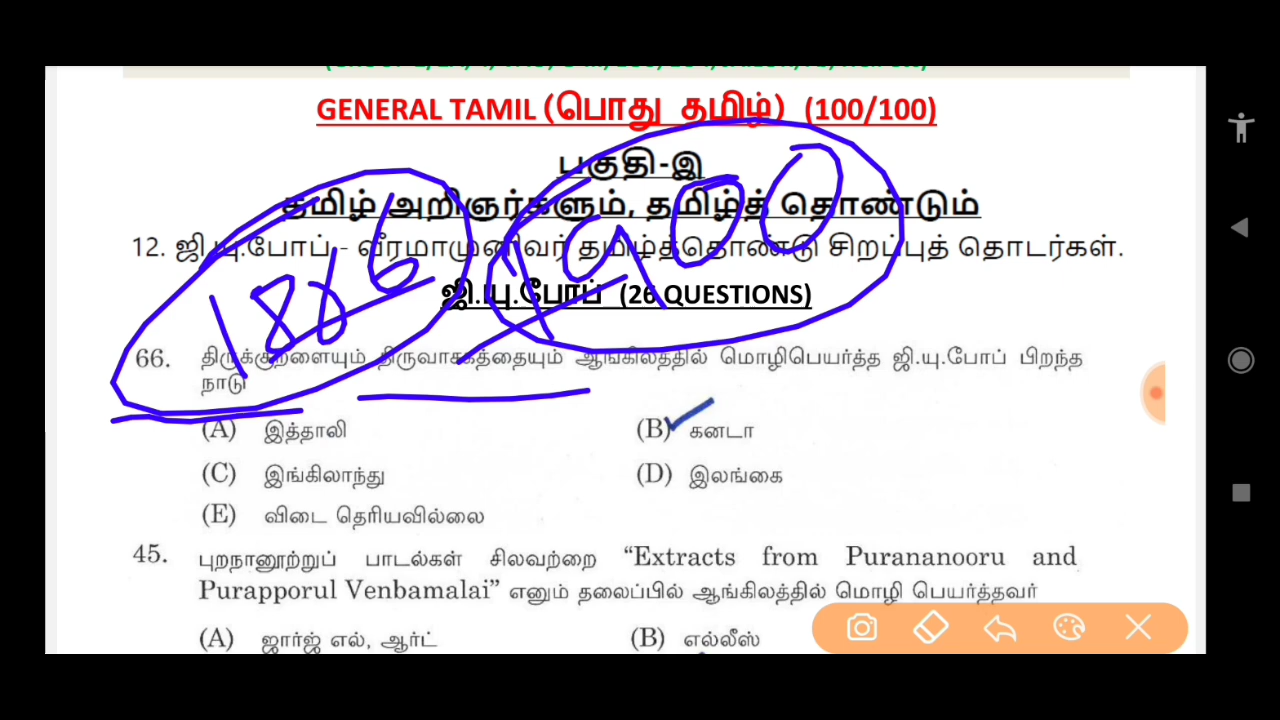 GENERAL TAMIL (பொது தமிழ்) (100/100)
பகுதி-இ
தமிழ் அறிஞர்களும், தமிழ்த் தொண்டும்
12. ஜி.யு.போப் - வீரமாமுனிவர் தமிழ்த்தொண்டு சிறப்புத் தொடர்கள்.
1886 1900
ஜி.யு.போப் (26 QUESTIONS)
66. திருக்குறளையும் திருவாசகத்தையும் ஆங்கிலத்தில் மொழிபெயர்த்த ஜி.யு.போப் பிறந்த
நாடு
(A) இத்தாலி (B) கனடா
(C) இங்கிலாந்து (D) இலங்கை
(E) விடை தெரியவில்லை
45. புறநானூற்றுப் பாடல்கள் சிலவற்றை “Extracts from Purananooru and
Purapporul Venbamalai” எனும் தலைப்பில் ஆங்கிலத்தில் மொழி பெயர்த்தவர்
(A) ஜார்ஜ் எல், ஆர்ட் (B) எல்லீஸ்